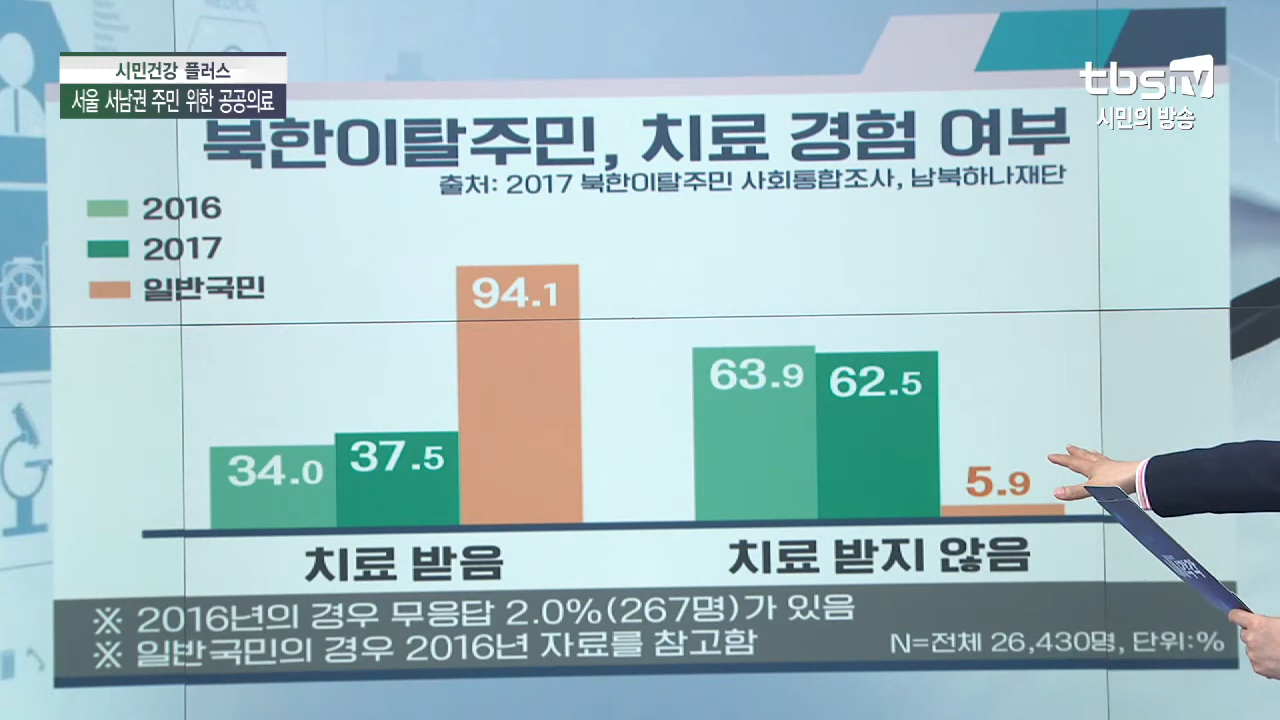 시민건강 플러스
서울 서남권 주민 위한 공공의료
tbs TV
시민의 방송
북한이탈주민, 치료 경험 여부
출처: 2017 북한이탈주민 사회통합조사, 남북하나재단
2016
2017
일반국민
34.0
37.5
94.1
63.9
62.5
5.9
치료 받음
치료 받지 않음
※ 2016년의 경우 무응답 2.0%(267명)가 있음
※ 일반국민의 경우 2016년 자료를 참고함
N=전체 26,430명, 단위:%